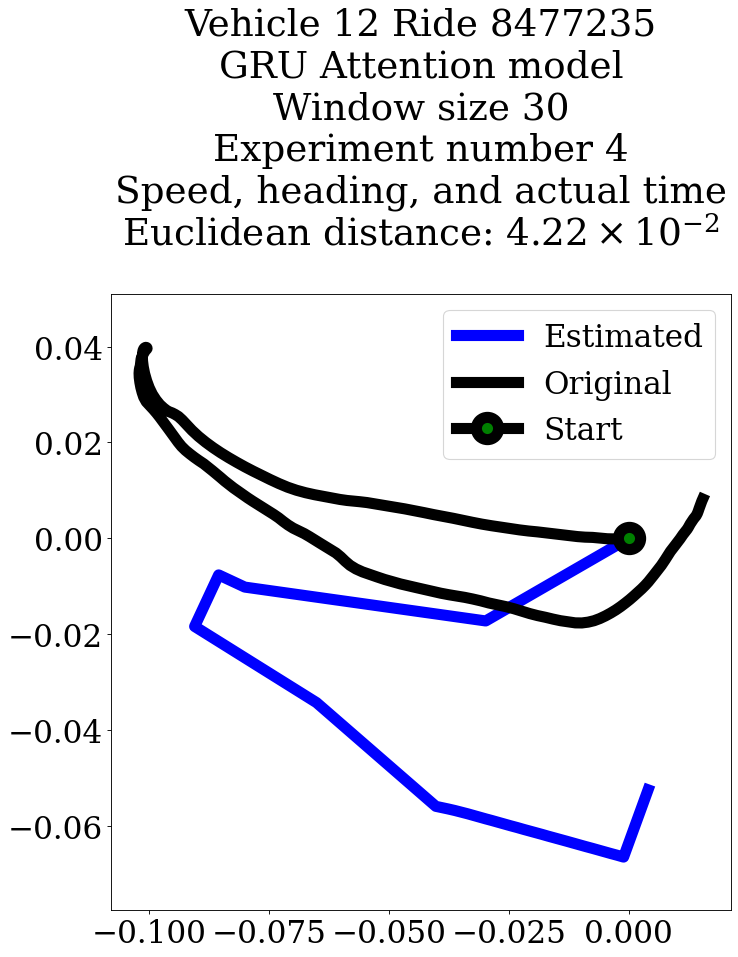 Vehicle 12 Ride 8477235
GRU Attention model
Window size 30
Experiment number 4
Speed, heading, and actual time
Euclidean distance: 4.22 × 10⁻²
Estimated
Original
Start
0.04
0.02
0.00
−0.02
−0.04
−0.06
−0.100 −0.075 −0.050 −0.025 0.000